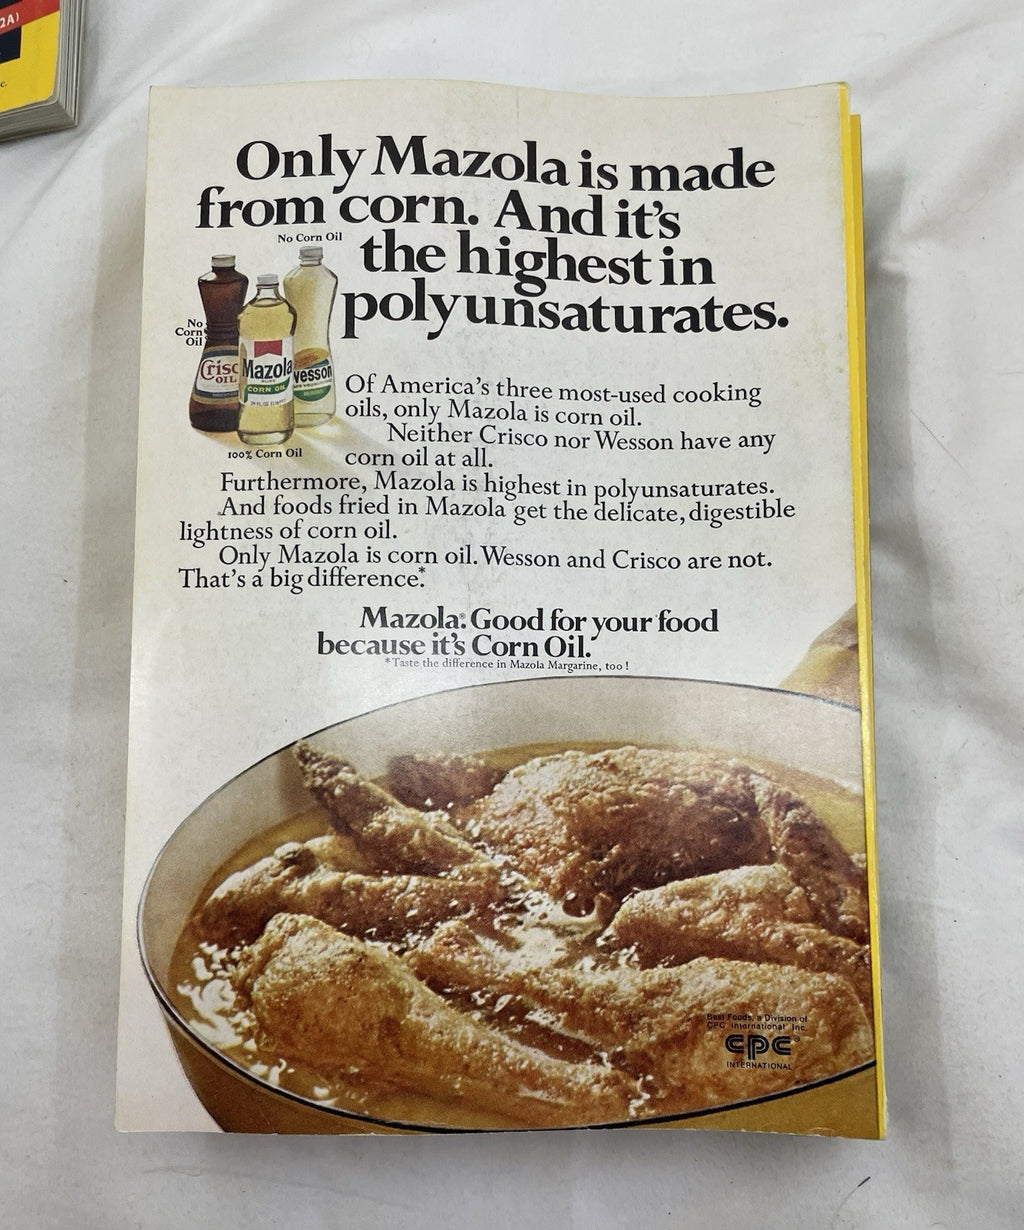 2A)
c.
Only Mazola is made
from corn. And it's
the highest in
polyunsaturates.
No Corn Oil
No
Corn
Oil
Crisc
OIL
Mazola
PURE
CORN OIL
Wesson
100% Corn Oil
Of America's three most-used cooking
oils, only Mazola is corn oil.
Neither Crisco nor Wesson have any
corn oil at all.
Furthermore, Mazola is highest in polyunsaturates.
And foods fried in Mazola get the delicate, digestible
lightness of corn oil.
Only Mazola is corn oil. Wesson and Crisco are not.
That's a big difference.*
Mazola.® Good for your food
because it's Corn Oil.
*Taste the difference in Mazola Margarine, too!
Best Foods, a Division of
CPC International Inc.
CPC®
INTERNATIONAL